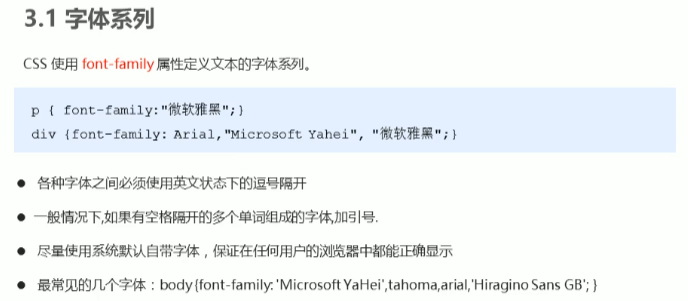 3.1 字体系列
CSS 使用 font-family 属性定义文本的字体系列。
p { font-family:"微软雅黑";}
div {font-family: Arial,"Microsoft Yahei", "微软雅黑";}
● 各种字体之间必须使用英文状态下的逗号隔开
● 一般情况下,如果有空格隔开的多个单词组成的字体,加引号.
● 尽量使用系统默认自带字体，保证在任何用户的浏览器中都能正确显示
● 最常见的几个字体：body {font-family: 'Microsoft YaHei',tahoma,arial,'Hiragino Sans GB'; }